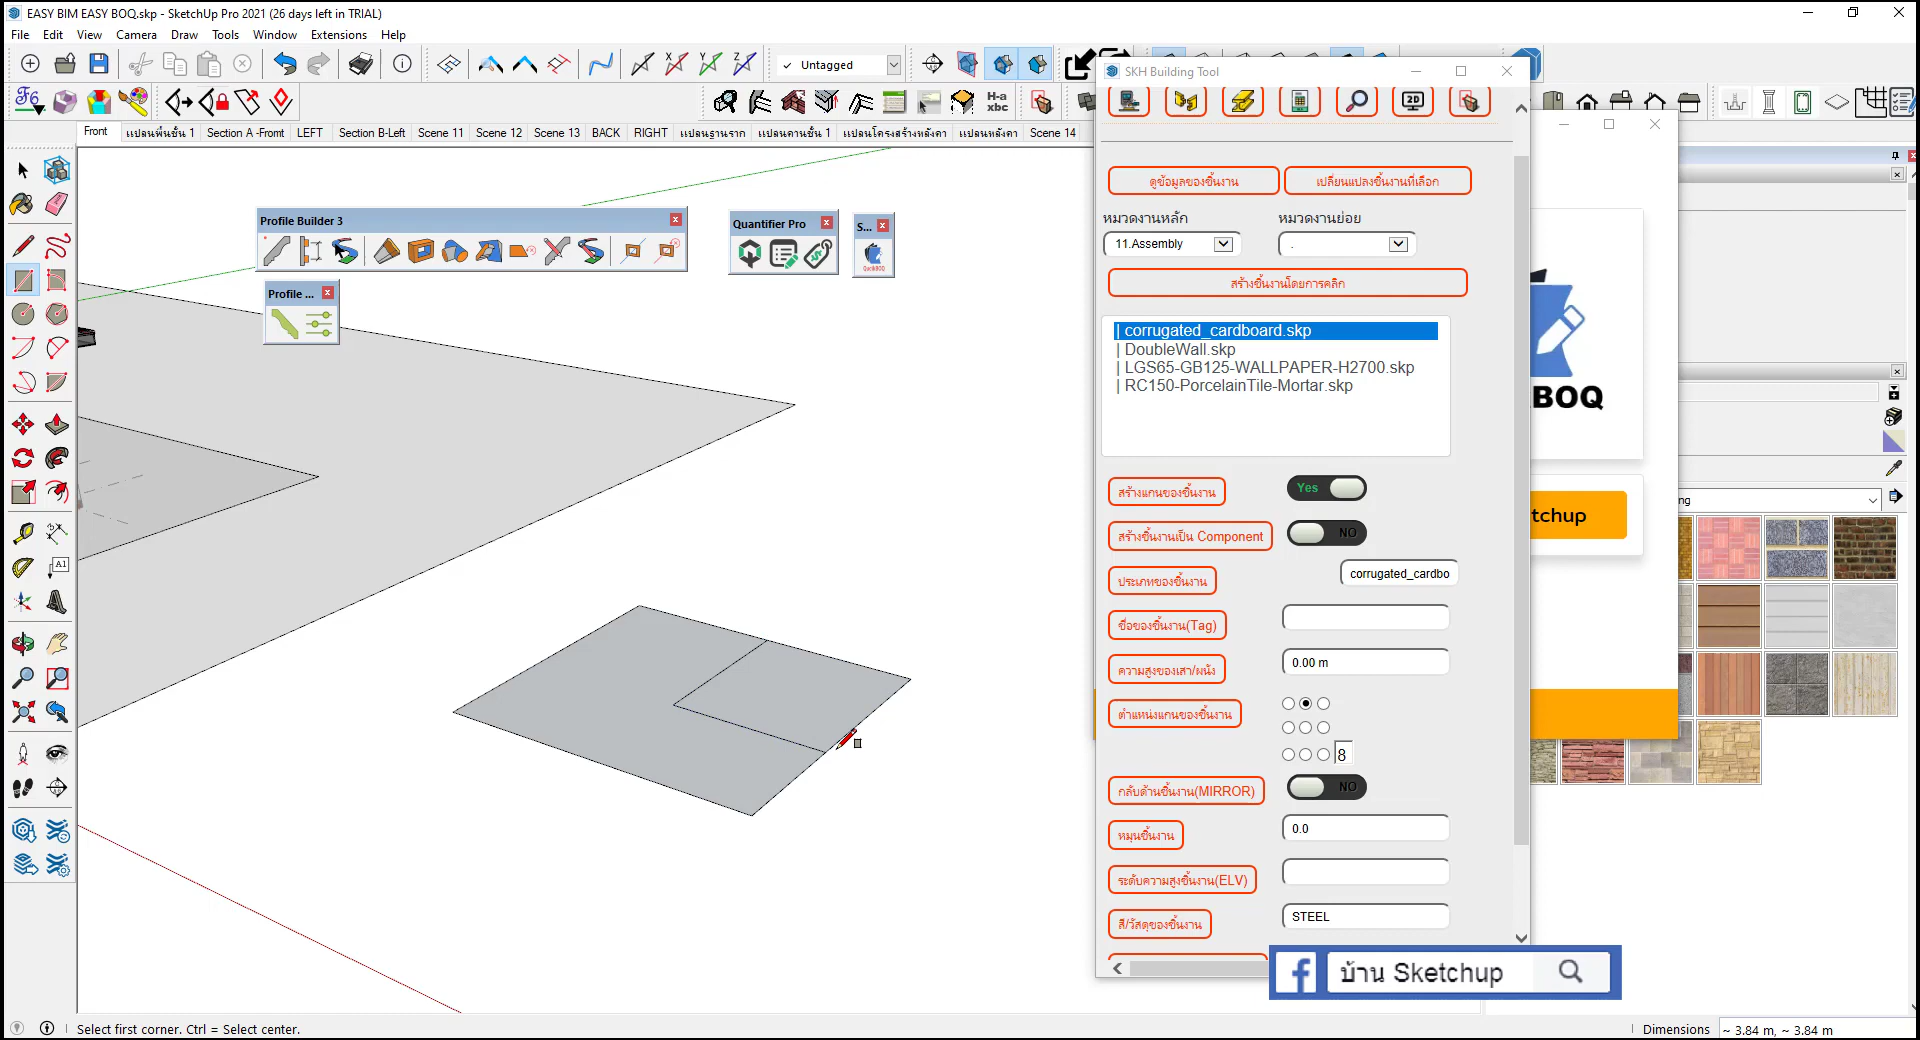 EASY BIM EASY BOQ.skp - SketchUp Pro 2021 (26 days left in TRIAL)
File Edit View Camera Draw Tools Window Extensions Help
Untagged
X Y Z
SKH Building Tool
F6
H-a
xbc
2D
Front แปลนพื้นชั้น 1 Section A -Fromt LEFT Section B-Left Scene 11 Scene 12 Scene 13 BACK RIGHT แปลนฐานราก แปลนคานชั้น 1 แปลนโครงสร้างหลังคา แปลนหลังคา Scene 14
ดูข้อมูลของชิ้นงาน เปลี่ยนแปลงชิ้นงานที่เลือก
Profile Builder 3
Quantifier Pro
S...
หมวดงานหลัก หมวดงานย่อย
11.Assembly .
QuickBOQ
สร้างชิ้นงานโดยการคลิก
Profile ...
| corrugated_cardboard.skp
| DoubleWall.skp
| LGS65-GB125-WALLPAPER-H2700.skp
| RC150-PorcelainTile-Mortar.skp
BOQ
สร้างแกนของชิ้นงาน Yes
ng
tchup
สร้างชิ้นงานเป็น Component NO
ประเภทของชิ้นงาน corrugated_cardbo
A1
ชื่อของชิ้นงาน(Tag)
ความสูงของเสา/ผนัง 0.00 m
ตำแหน่งแกนของชิ้นงาน
8
กลับด้านชิ้นงาน(MIRROR) NO
หมุนชิ้นงาน 0.0
ระดับความสูงชิ้นงาน(ELV)
สี/วัสดุของชิ้นงาน STEEL
f บ้าน Sketchup
Select first corner. Ctrl = Select center.
Dimensions ~ 3.84 m, ~ 3.84 m